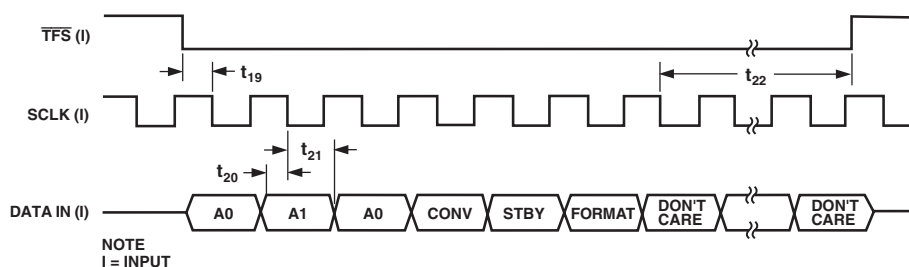 TFS (I)
t19
t22
SCLK (I)
t21
t20
DATA IN (I)
A0
A1
A0
CONV
STBY
FORMAT
DON'T
CARE
DON'T
CARE
NOTE
I = INPUT